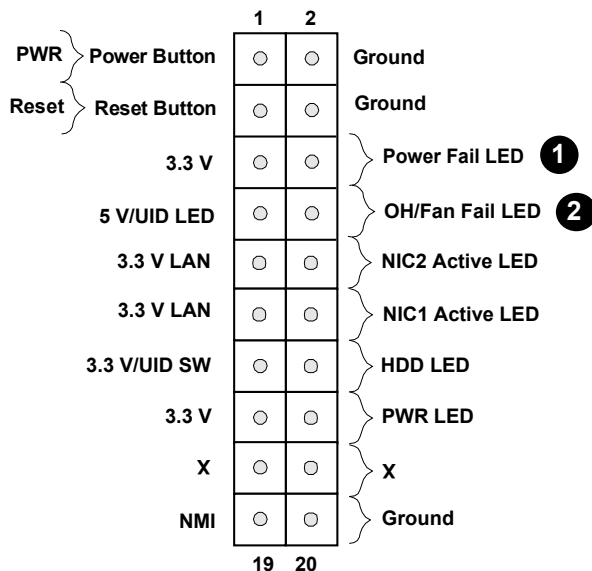 1 2
PWR Power Button Ground
Reset Reset Button Ground
3.3 V Power Fail LED 1
5 V/UID LED OH/Fan Fail LED 2
3.3 V LAN NIC2 Active LED
3.3 V LAN NIC1 Active LED
3.3 V/UID SW HDD LED
3.3 V PWR LED
X X
NMI Ground
19 20